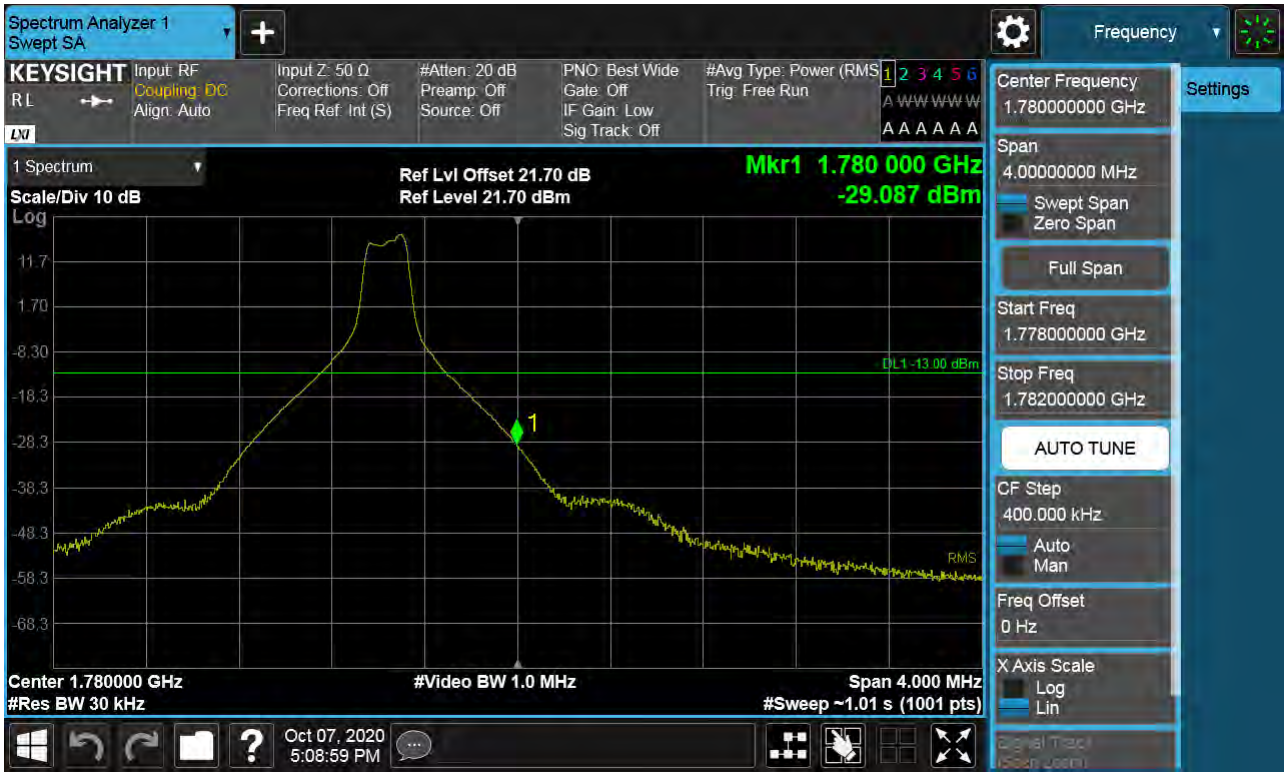 Spectrum Analyzer 1
Swept SA
Frequency
KEYSIGHT
R L
LXI
Input: RF
Coupling: DC
Align: Auto
Input Z: 50 Ω
Corrections: Off
Freq Ref: Int (S)
#Atten: 20 dB
Preamp: Off
Source: Off
PNO: Best Wide
Gate: Off
IF Gain: Low
Sig Track: Off
#Avg Type: Power (RMS
Trig: Free Run
1 2 3 4 5 6
A W W W W W
A A A A A A
Center Frequency
1.780000000 GHz
Settings
Span
4.00000000 MHz
Swept Span
Zero Span
Full Span
Start Freq
1.778000000 GHz
Stop Freq
1.782000000 GHz
AUTO TUNE
CF Step
400.000 kHz
Auto
Man
Freq Offset
0 Hz
X Axis Scale
Log
Lin
Signal Track
(Span Zoom)
1 Spectrum
Scale/Div 10 dB
Log
Ref Lvl Offset 21.70 dB
Ref Level 21.70 dBm
Mkr1 1.780 000 GHz
-29.087 dBm
11.7
1.70
-8.30
DL1 -13.00 dBm
-18.3
1
-28.3
-38.3
-48.3
RMS
-58.3
-68.3
Center 1.780000 GHz
#Video BW 1.0 MHz
Span 4.000 MHz
#Res BW 30 kHz
#Sweep ~1.01 s (1001 pts)
?
Oct 07, 2020
5:08:59 PM